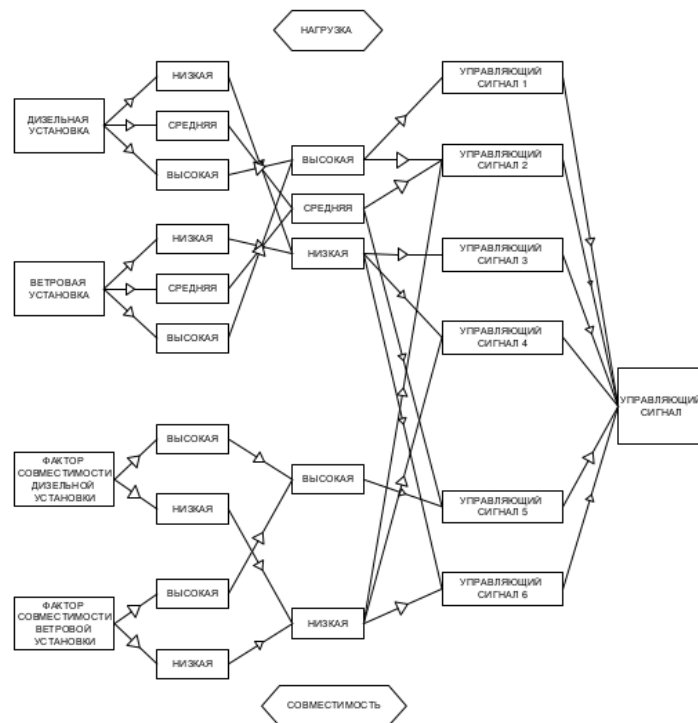 НАГРУЗКА
ДИЗЕЛЬНАЯ
УСТАНОВКА
НИЗКАЯ
СРЕДНЯЯ
ВЫСОКАЯ
ВЕТРОВАЯ
УСТАНОВКА
НИЗКАЯ
СРЕДНЯЯ
ВЫСОКАЯ
ФАКТОР
СОВМЕСТИМОСТИ
ДИЗЕЛЬНОЙ
УСТАНОВКИ
ВЫСОКАЯ
НИЗКАЯ
ФАКТОР
СОВМЕСТИМОСТИ
ВЕТРОВОЙ
УСТАНОВКИ
ВЫСОКАЯ
НИЗКАЯ
ВЫСОКАЯ
СРЕДНЯЯ
НИЗКАЯ
ВЫСОКАЯ
НИЗКАЯ
УПРАВЛЯЮЩИЙ
СИГНАЛ 1
УПРАВЛЯЮЩИЙ
СИГНАЛ 2
УПРАВЛЯЮЩИЙ
СИГНАЛ 3
УПРАВЛЯЮЩИЙ
СИГНАЛ 4
УПРАВЛЯЮЩИЙ
СИГНАЛ 5
УПРАВЛЯЮЩИЙ
СИГНАЛ 6
УПРАВЛЯЮЩИЙ
СИГНАЛ
СОВМЕСТИМОСТЬ